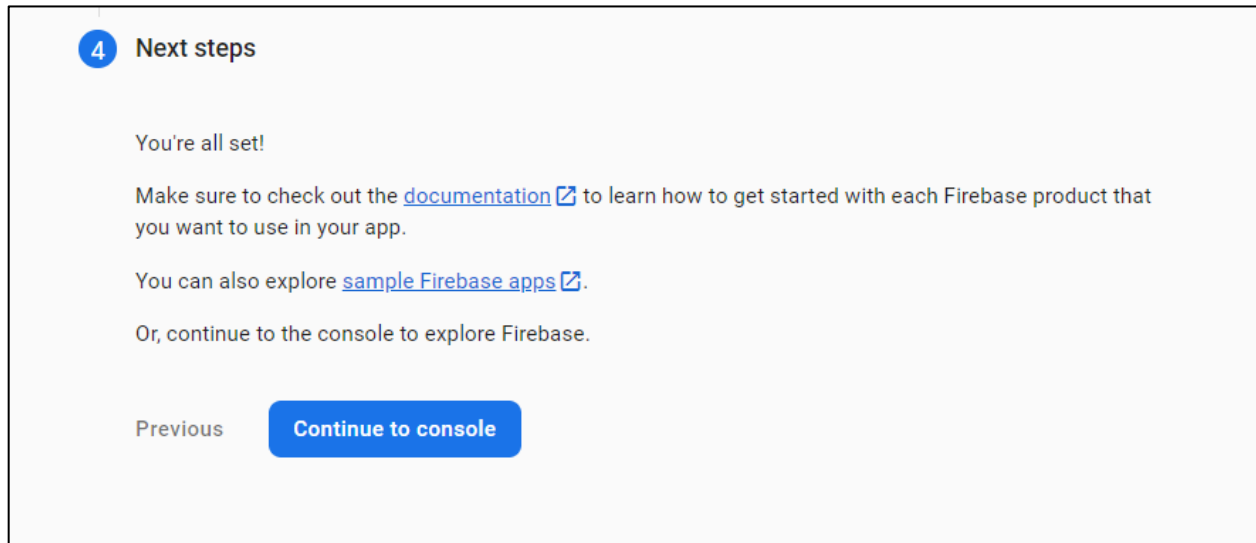 4 Next steps
You're all set!
Make sure to check out the documentation to learn how to get started with each Firebase product that
you want to use in your app.
You can also explore sample Firebase apps.
Or, continue to the console to explore Firebase.
Previous Continue to console